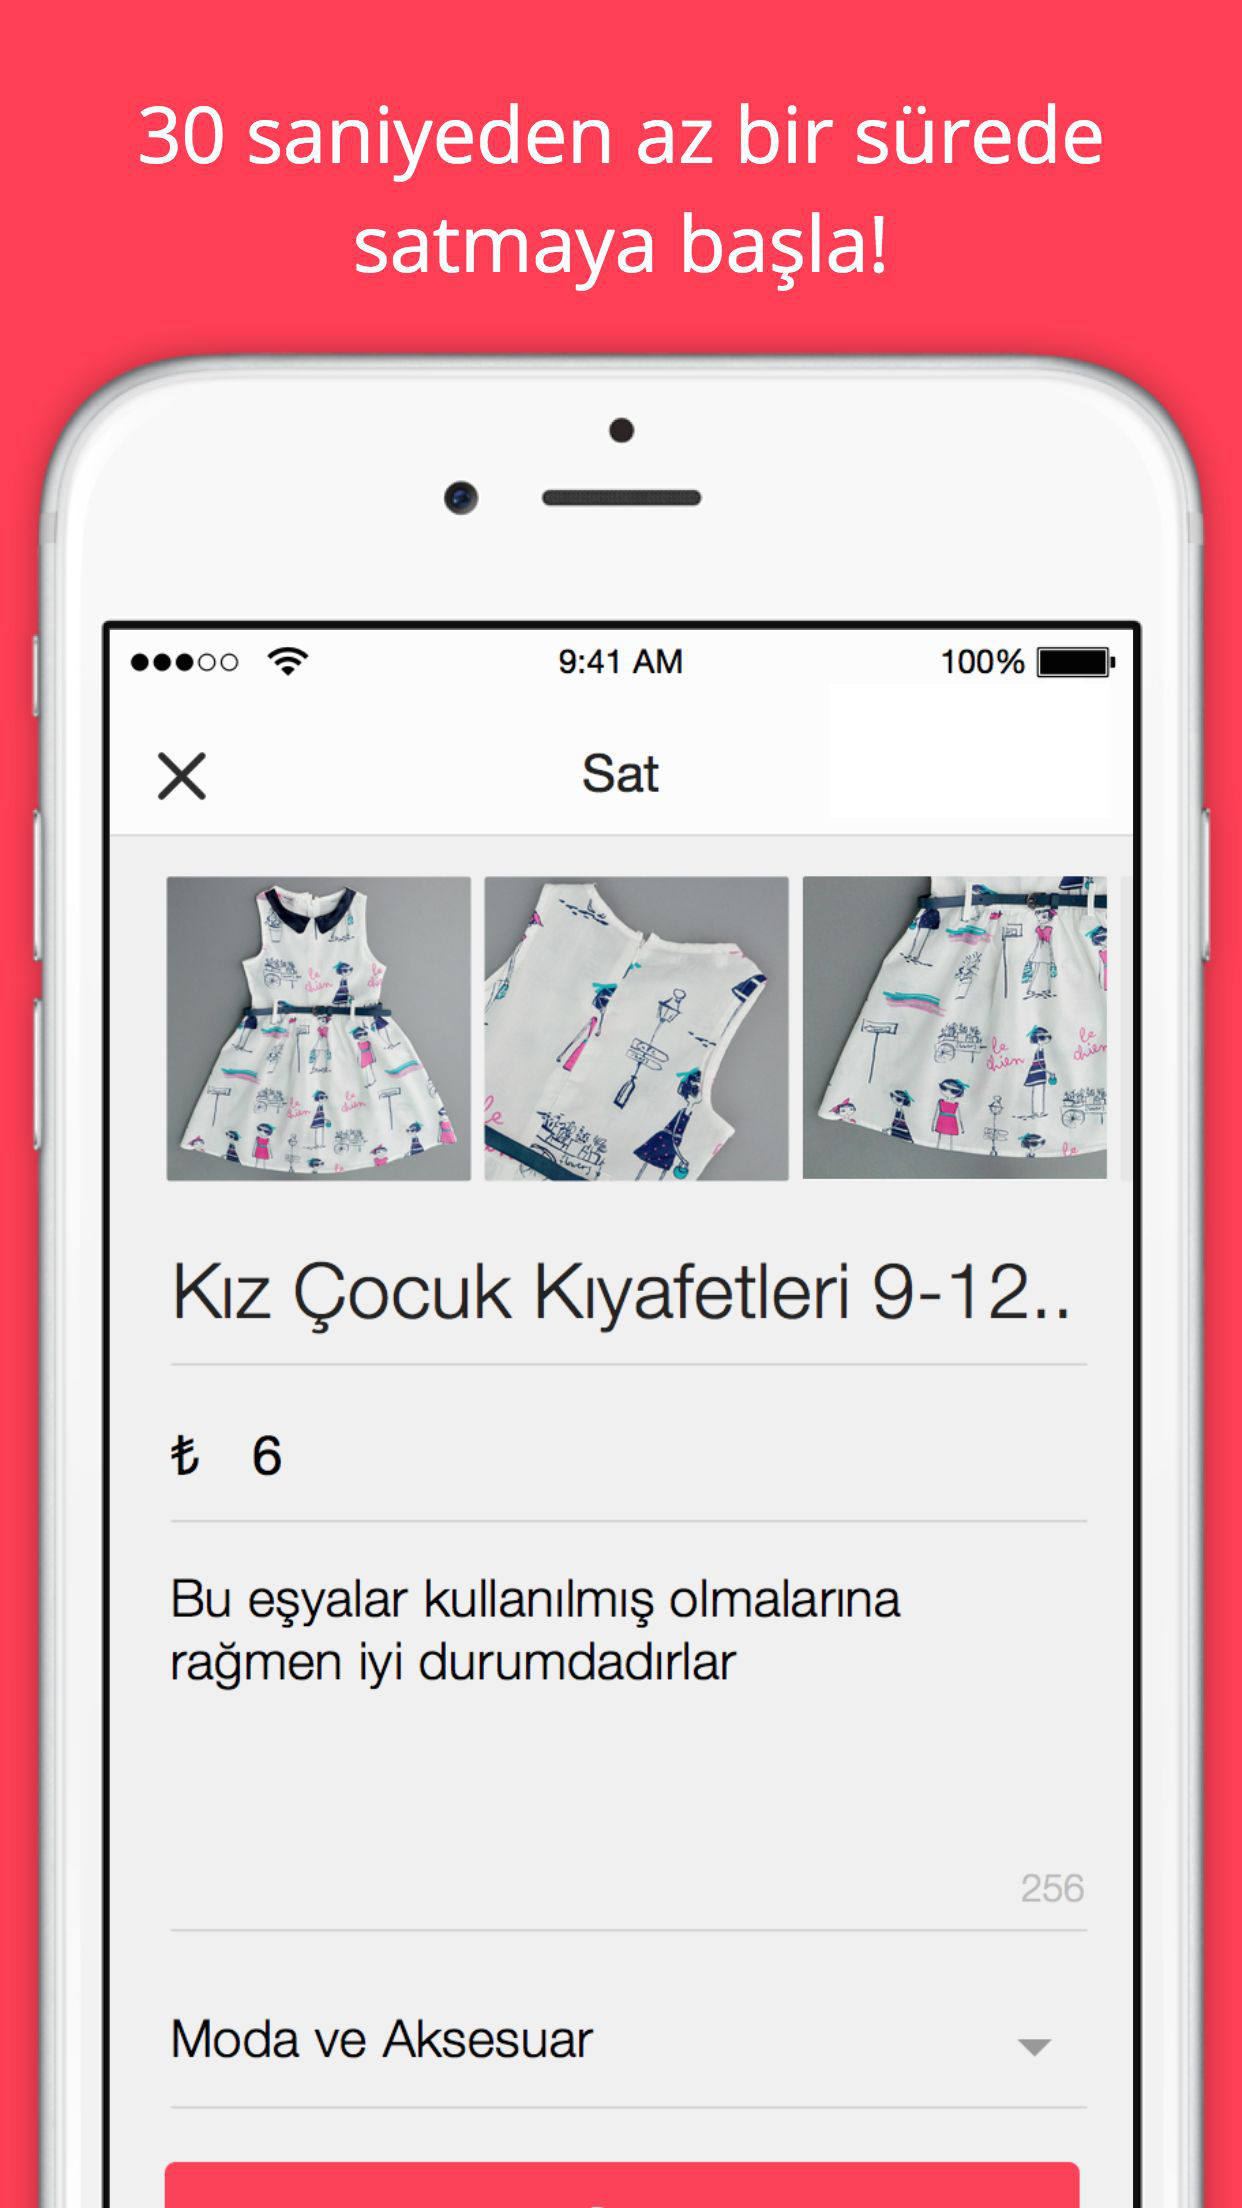 30 saniyeden az bir sürede
satmaya başla!
9:41 AM
100%
Sat
Kız Çocuk Kıyafetleri 9-12..
₺ 6
Bu eşyalar kullanılmış olmalarına
rağmen iyi durumdadırlar
256
Moda ve Aksesuar